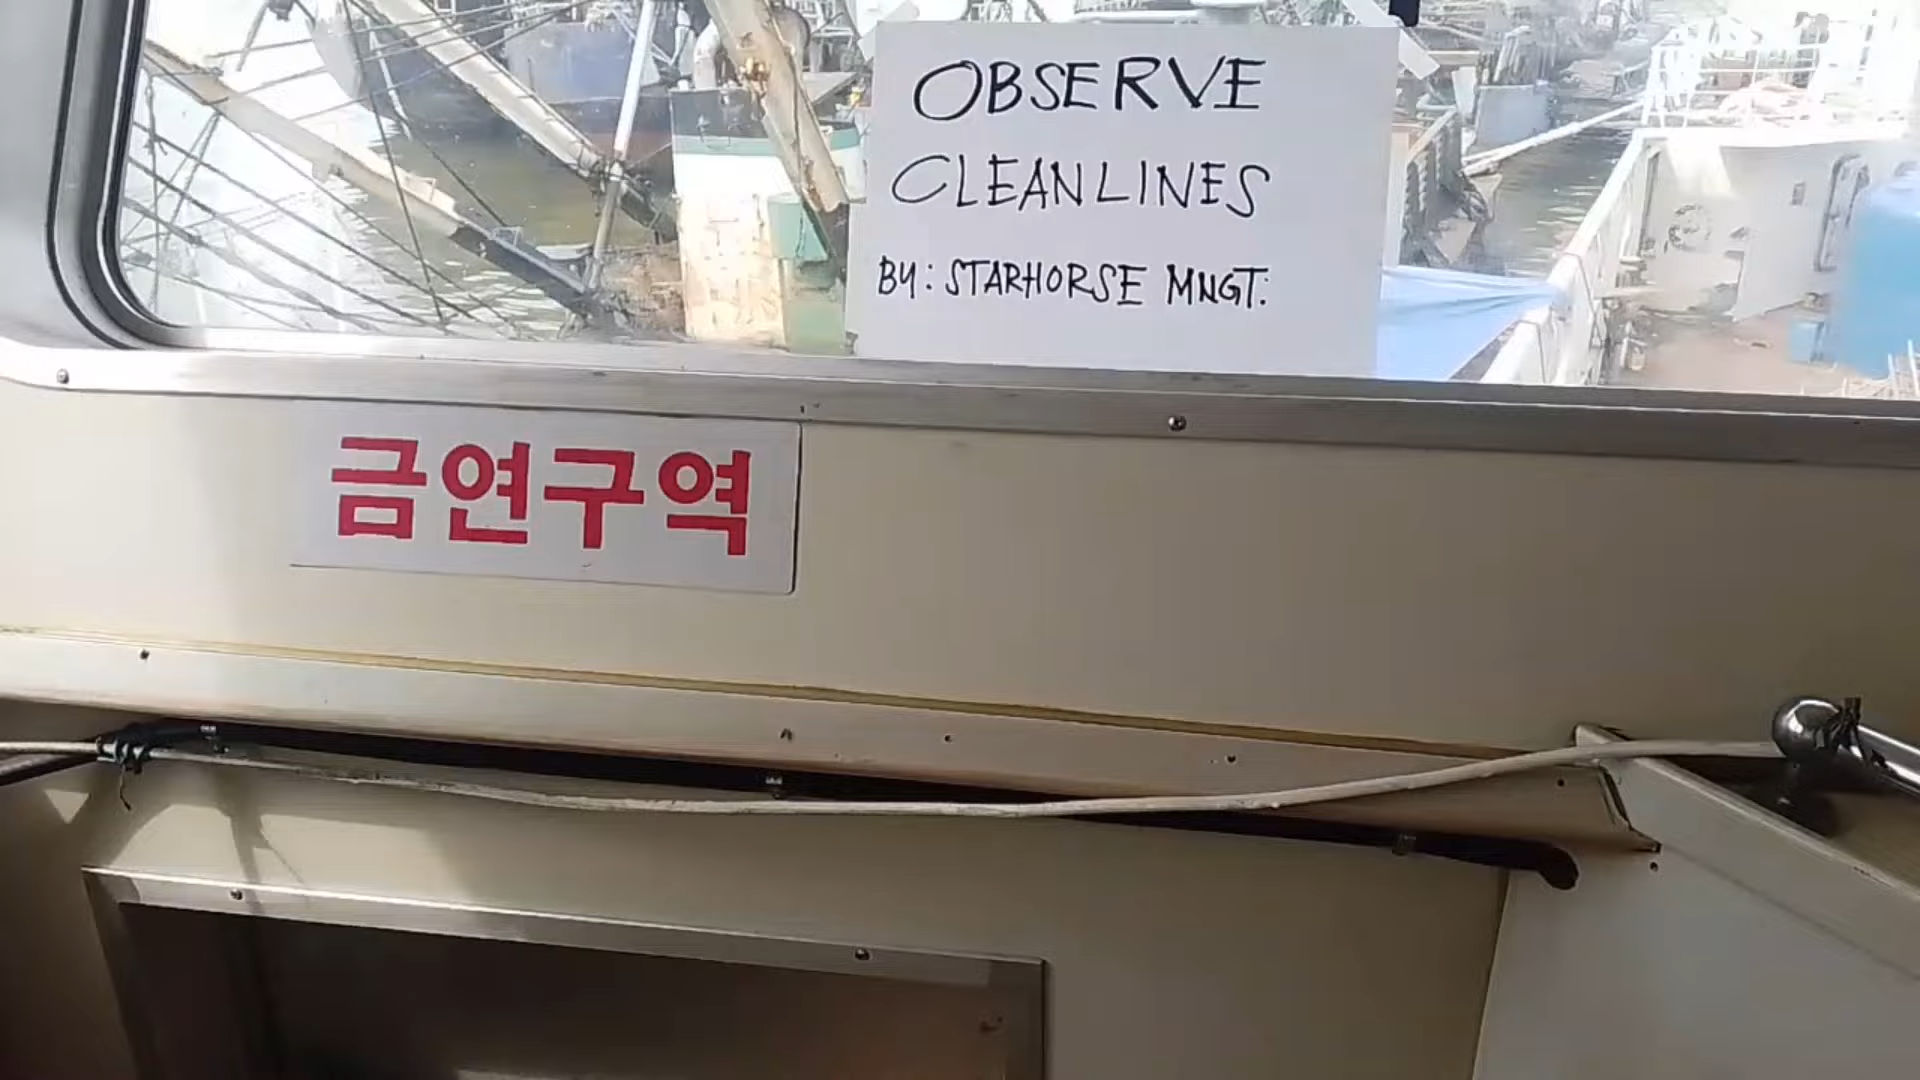 OBSERVE
CLEANLINES
BY: STARHORSE MNGT.
금연구역